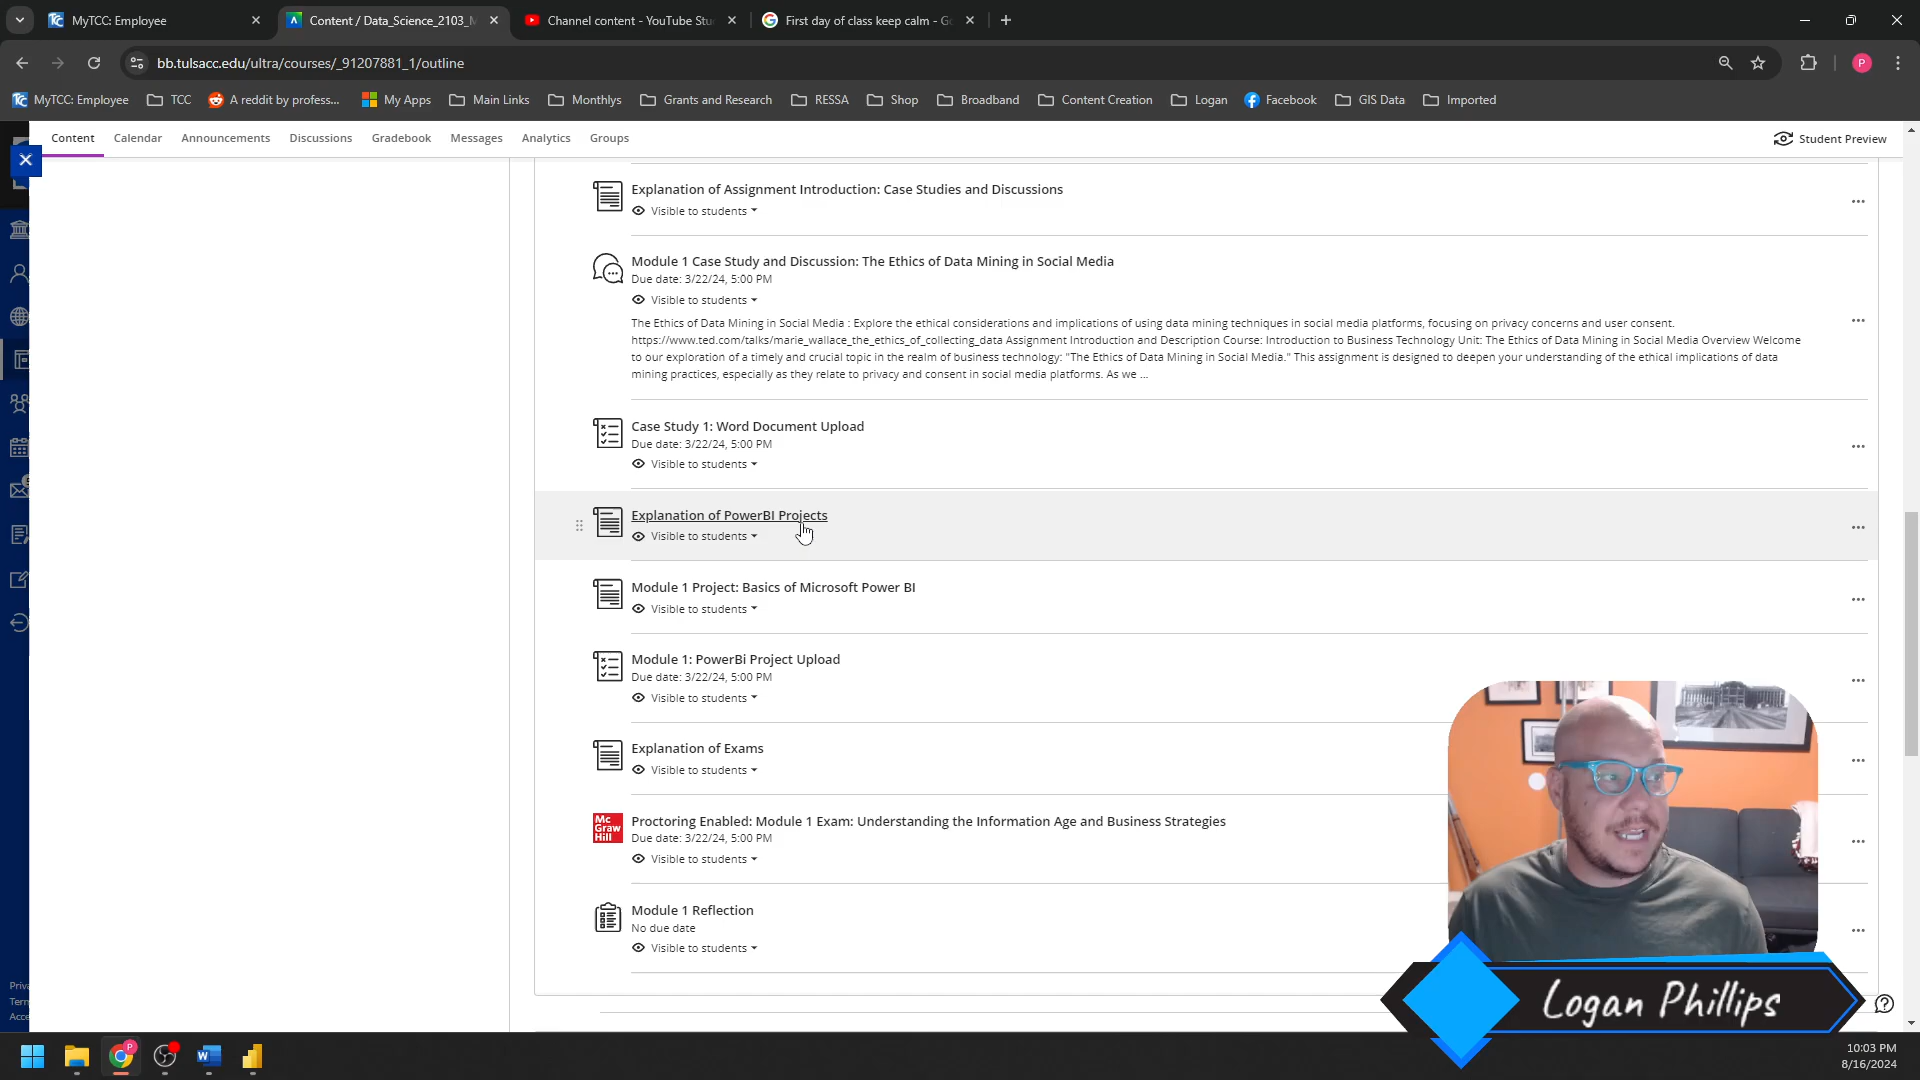 MyTCC: Employee
Content / Data_Science_2103_M
Channel content - YouTube Stu
First day of class keep calm - Go
bb.tulsacc.edu/ultra/courses/_91207881_1/outline
P
MyTCC: Employee
TCC
A reddit by profess...
My Apps
Main Links
Monthlys
Grants and Research
RESSA
Shop
Broadband
Content Creation
Logan
Facebook
GIS Data
Imported
Content
Calendar
Announcements
Discussions
Gradebook
Messages
Analytics
Groups
Student Preview
Explanation of Assignment Introduction: Case Studies and Discussions
Visible to students
Module 1 Case Study and Discussion: The Ethics of Data Mining in Social Media
Due date: 3/22/24, 5:00 PM
Visible to students
The Ethics of Data Mining in Social Media : Explore the ethical considerations and implications of using data mining techniques in social media platforms, focusing on privacy concerns and user consent.
https://www.ted.com/talks/marie_wallace_the_ethics_of_collecting_data Assignment Introduction and Description Course: Introduction to Business Technology Unit: The Ethics of Data Mining in Social Media Overview Welcome
to our exploration of a timely and crucial topic in the realm of business technology: "The Ethics of Data Mining in Social Media." This assignment is designed to deepen your understanding of the ethical implications of data
mining practices, especially as they relate to privacy and consent in social media platforms. As we ...
Case Study 1: Word Document Upload
Due date: 3/22/24, 5:00 PM
Visible to students
Explanation of PowerBI Projects
Visible to students
Module 1 Project: Basics of Microsoft Power BI
Visible to students
Module 1: PowerBi Project Upload
Due date: 3/22/24, 5:00 PM
Visible to students
Explanation of Exams
Visible to students
Mc
Graw
Hill
Proctoring Enabled: Module 1 Exam: Understanding the Information Age and Business Strategies
Due date: 3/22/24, 5:00 PM
Visible to students
Module 1 Reflection
No due date
Visible to students
Priva
Term
Acce
Logan Phillips
10:03 PM
8/16/2024